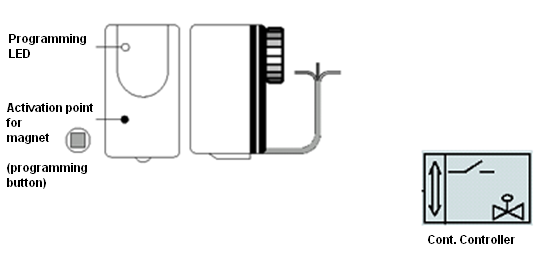 Programming
LED
Activation point
for
magnet
(programming
button)
Cont. Controller